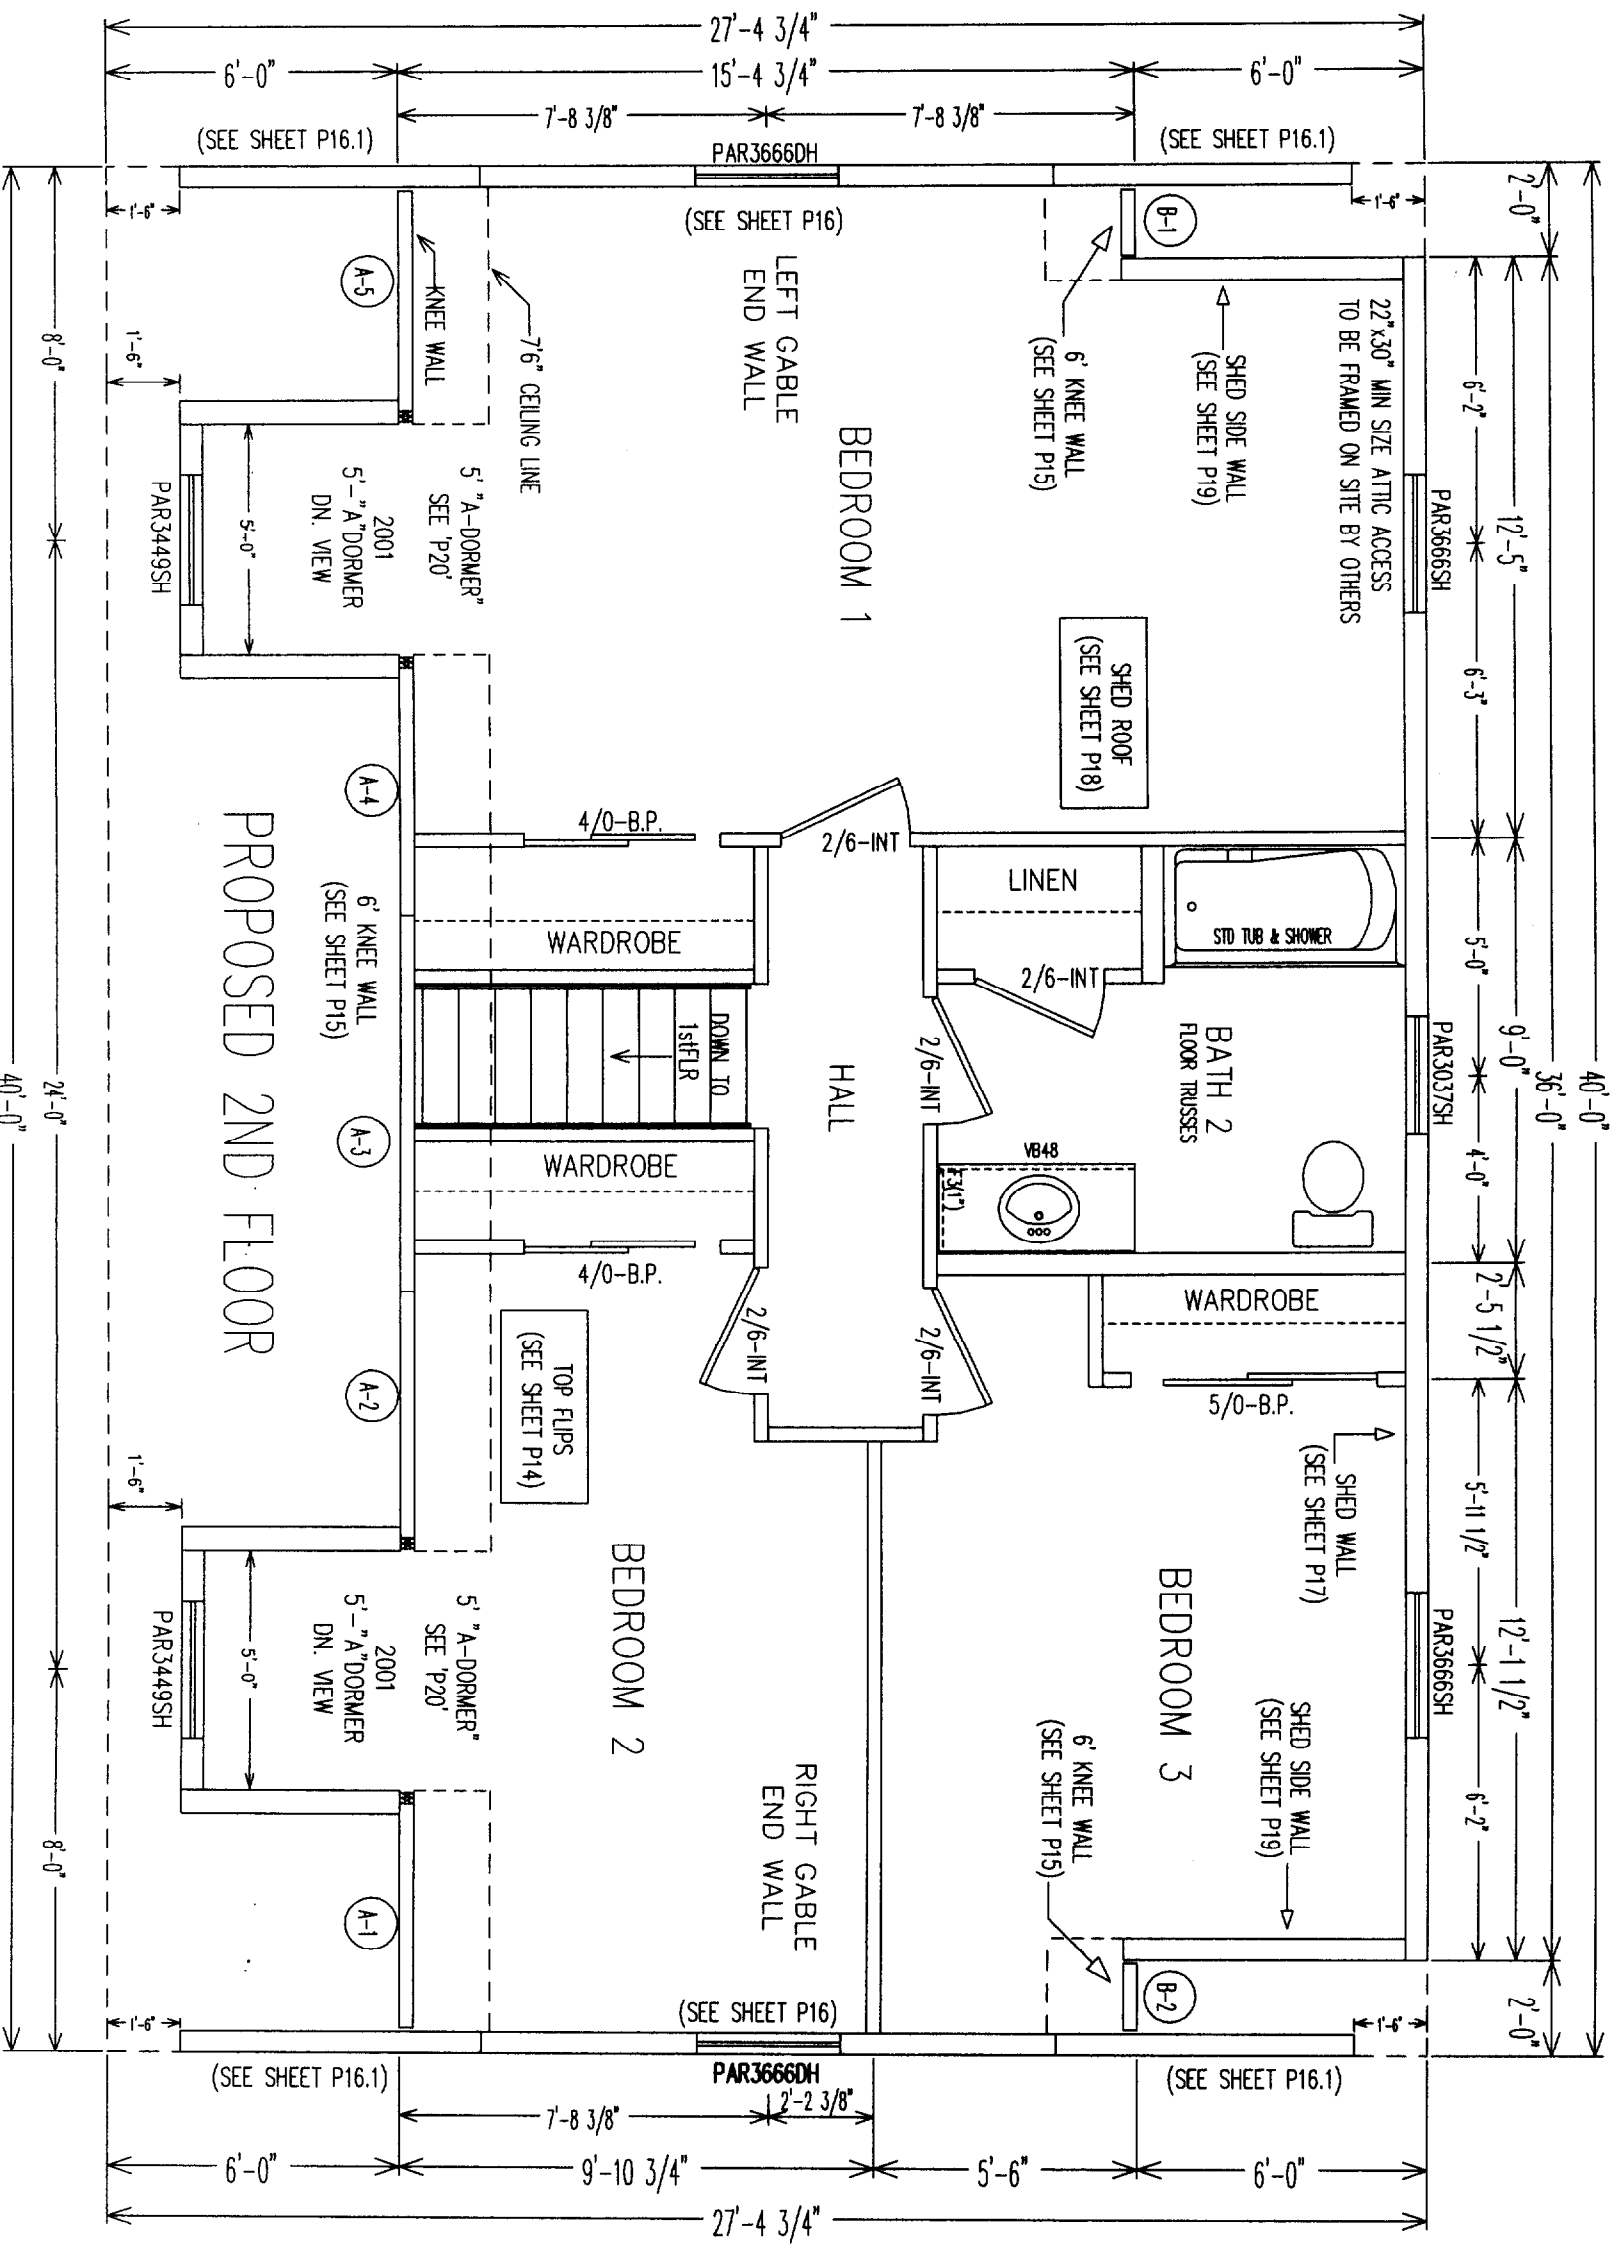 27'-4 3/4"
6'-0"
15'-4 3/4"
6'-0"
7'-8 3/8"
7'-8 3/8"
(SEE SHEET P16.1)
PAR3666DH
(SEE SHEET P16.1)
(SEE SHEET P16)
1'-6"
1'-6"
40'-0"
36'-0"
2'-0"
12'-5"
9'-0"
2'-5 1/2"
12'-1 1/2"
2'-0"
6'-2"
6'-3"
5'-0"
4'-0"
5'-11 1/2"
6'-2"
PAR3666SH
PAR3037SH
PAR3666SH
22"x30" MIN SIZE ATTIC ACCESS
TO BE FRAMED ON SITE BY OTHERS
B-1
SHED SIDE WALL
(SEE SHEET P19)
6' KNEE WALL
(SEE SHEET P15)
LEFT GABLE
END WALL
BEDROOM 1
SHED ROOF
(SEE SHEET P18)
7'6" CEILING LINE
KNEE WALL
A-5
5' "A-DORMER"
SEE 'P20'
2001
5'-"A"DORMER
DN. VIEW
5'-0"
PAR3449SH
1'-6"
A-4
4/0-B.P.
2/6-INT
LINEN
STD TUB & SHOWER
WARDROBE
2/6-INT
BATH 2
FLOOR TRUSSES
2/6-INT
DOWN TO
1stFLR
HALL
6' KNEE WALL
(SEE SHEET P15)
PROPOSED 2ND FLOOR
A-3
WARDROBE
VB48
4/0-B.P.
2/6-INT
2/6-INT
WARDROBE
5/0-B.P.
TOP FLIPS
(SEE SHEET P14)
A-2
SHED WALL
(SEE SHEET P17)
BEDROOM 3
BEDROOM 2
SHED SIDE WALL
(SEE SHEET P19)
6' KNEE WALL
(SEE SHEET P15)
B-2
RIGHT GABLE
END WALL
5' "A-DORMER"
SEE 'P20'
2001
5'-"A"DORMER
DN. VIEW
5'-0"
PAR3449SH
1'-6"
A-1
8'-0"
24'-0"
8'-0"
40'-0"
1'-6"
1'-6"
(SEE SHEET P16)
(SEE SHEET P16.1)
PAR3666DH
(SEE SHEET P16.1)
7'-8 3/8"
2'-2 3/8"
6'-0"
9'-10 3/4"
5'-6"
6'-0"
27'-4 3/4"